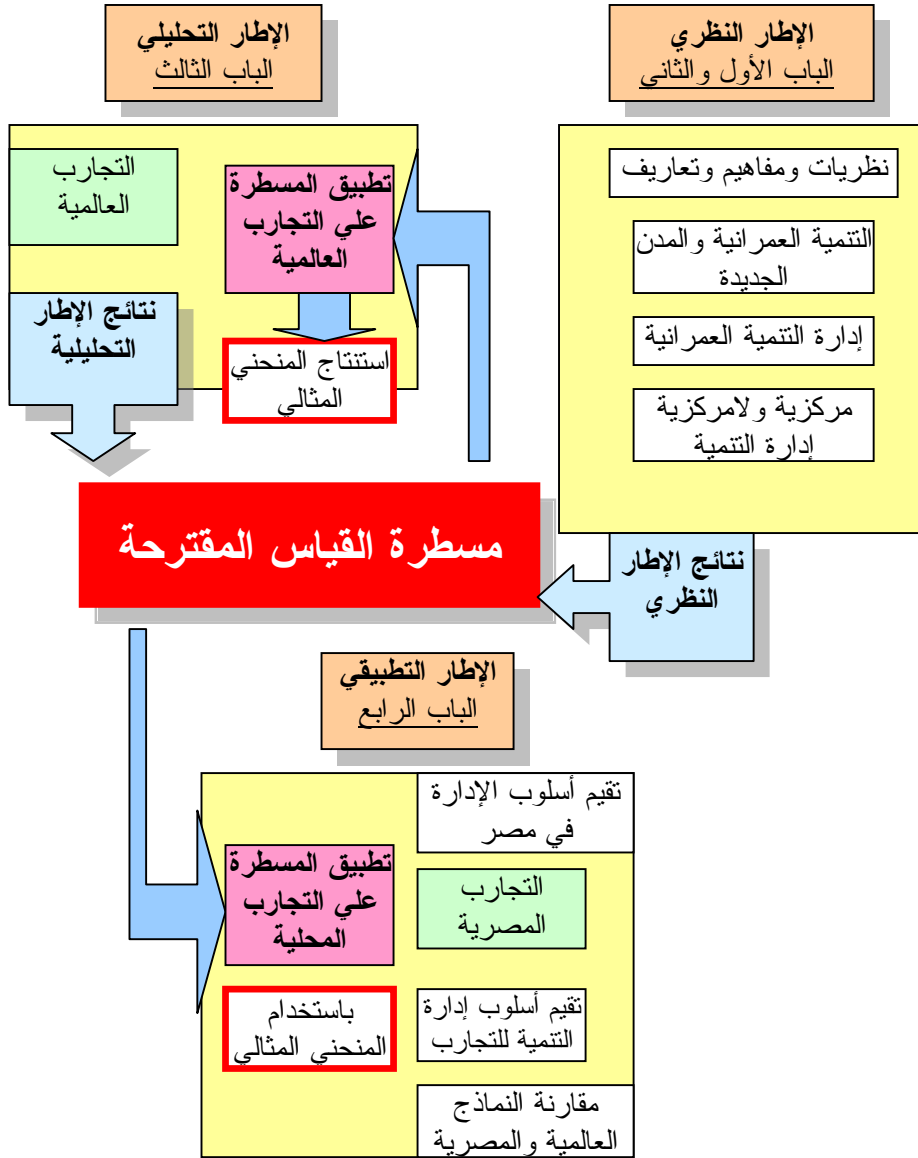 الإطار النظري
الباب الأول والثاني
نظريات ومفاهيم وتعاريف
التنمية العمرانية والمدن
الجديدة
إدارة التنمية العمرانية
مركزية ولامركزية
إدارة التنمية
نتائج الإطار
النظري
الإطار التحليلي
الباب الثالث
التجارب
العالمية
تطبيق المسطرة
علي التجارب
العالمية
استنتاج المنحني
المثالي
نتائج الإطار
التحليلية
مسطرة القياس المقترحة
الإطار التطبيقي
الباب الرابع
تقيم أسلوب الإدارة
في مصر
التجارب
المصرية
تطبيق المسطرة
علي التجارب
المحلية
تقيم أسلوب إدارة
التنمية للتجارب
باستخدام
المنحني المثالي
مقارنة النماذج
العالمية والمصرية